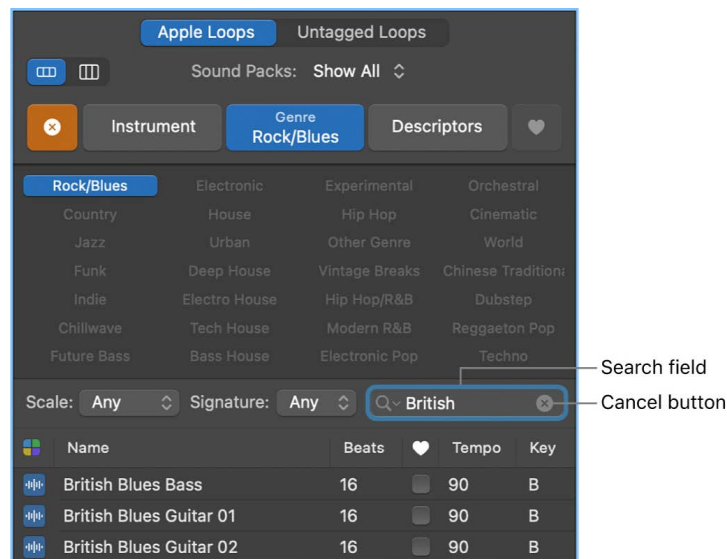 Apple Loops Untagged Loops
Sound Packs: Show All
Instrument Genre Rock/Blues Descriptors
Rock/Blues Electronic Experimental Orchestral
Country House Hip Hop Cinematic
Jazz Urban Other Genre World
Funk Deep House Vintage Breaks Chinese Traditiona
Indie Electro House Hip Hop/R&B Dubstep
Chillwave Tech House Modern R&B Reggaeton Pop
Future Bass Bass House Electronic Pop Techno
Search field
Scale: Any Signature: Any British Cancel button
Name Beats Tempo Key
British Blues Bass 16 90 B
British Blues Guitar 01 16 90 B
British Blues Guitar 02 16 90 B